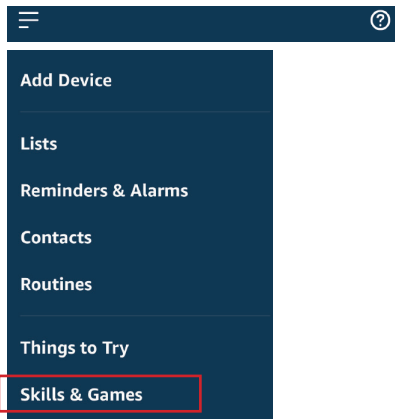 Add Device
Lists
Reminders & Alarms
Contacts
Routines
Things to Try
Skills & Games